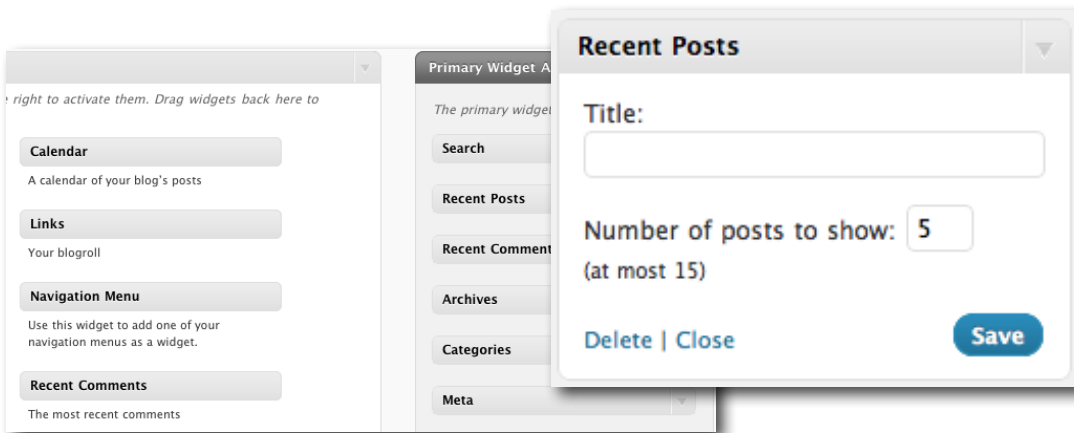 e right to activate them. Drag widgets back here to
Calendar
A calendar of your blog's posts
Links
Your blogroll
Navigation Menu
Use this widget to add one of your
navigation menus as a widget.
Recent Comments
The most recent comments
Primary Widget A
The primary widget
Search
Recent Posts
Recent Comment
Archives
Categories
Meta
Recent Posts
Title:
Number of posts to show: 5
(at most 15)
Delete | Close
Save